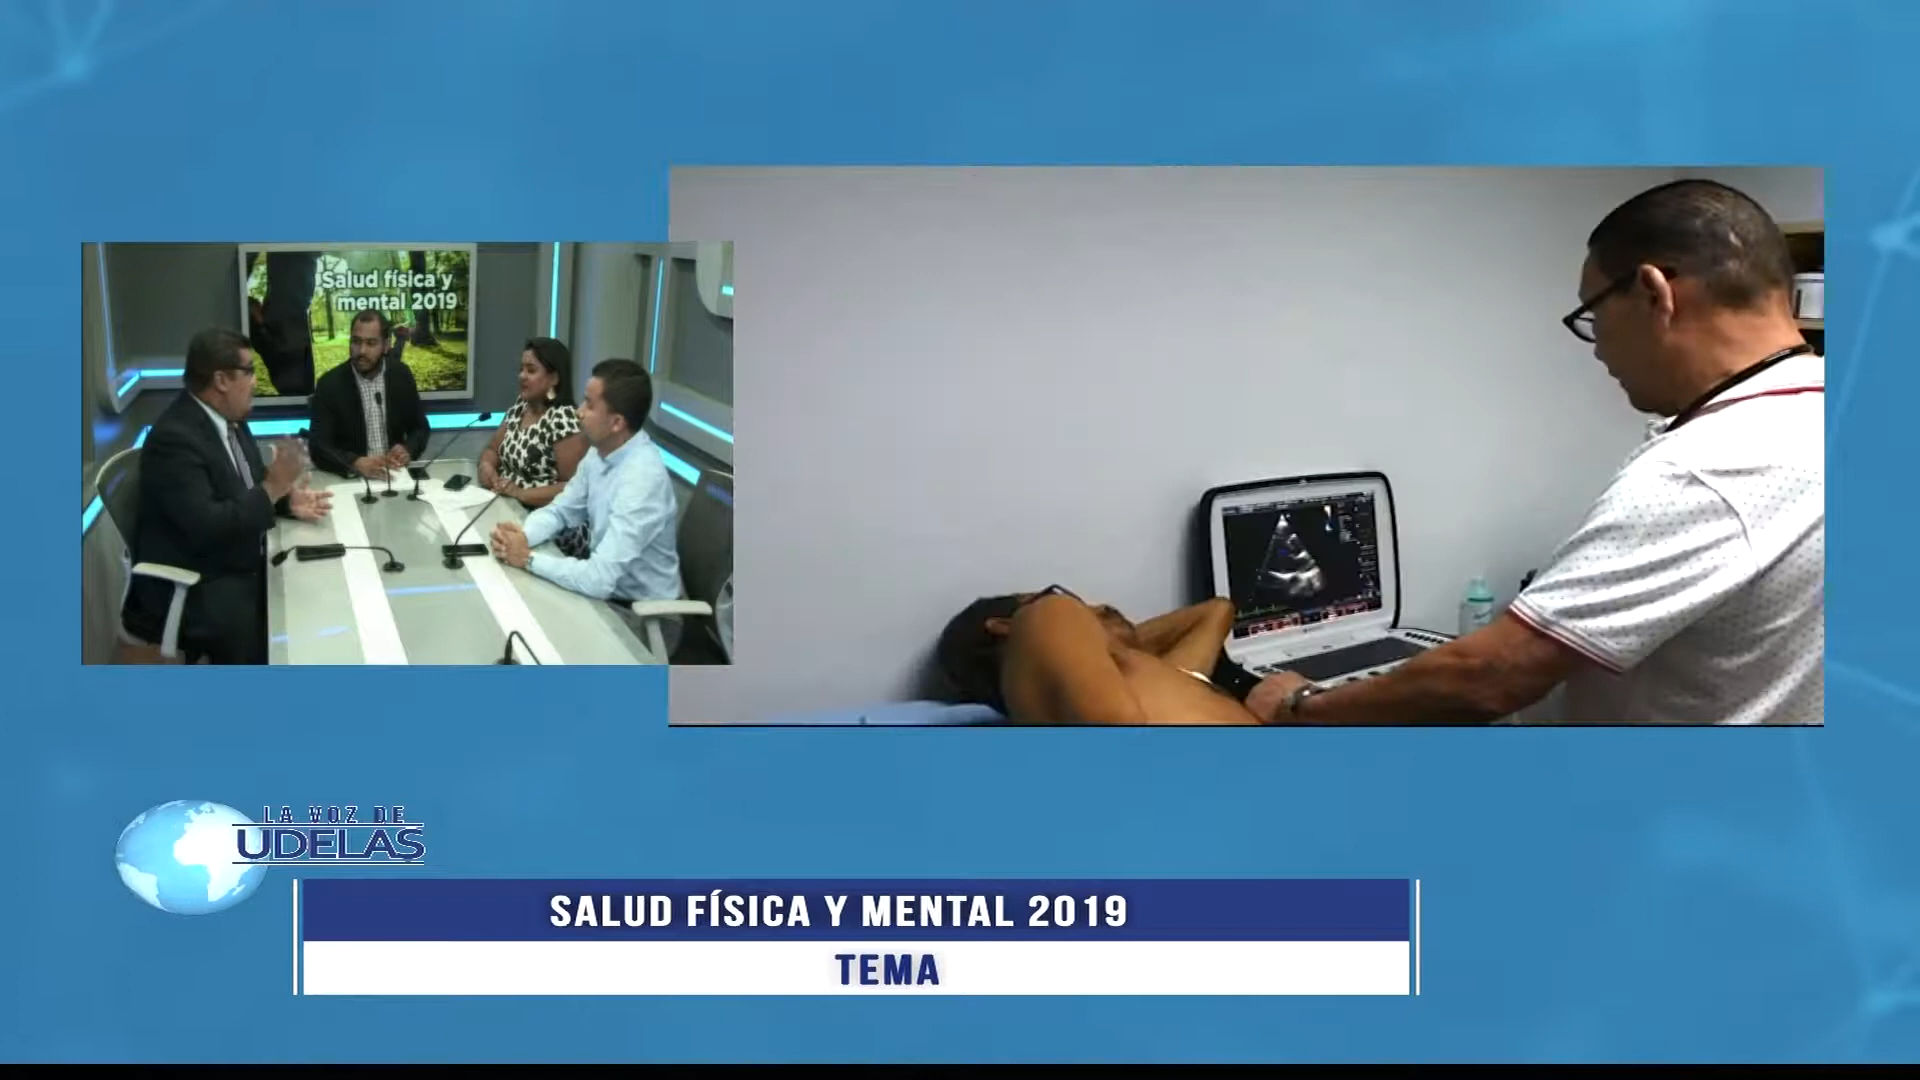 Salud física y
mental 2019
LA VOZ DE
UDELAS
SALUD FÍSICA Y MENTAL 2019
TEMA